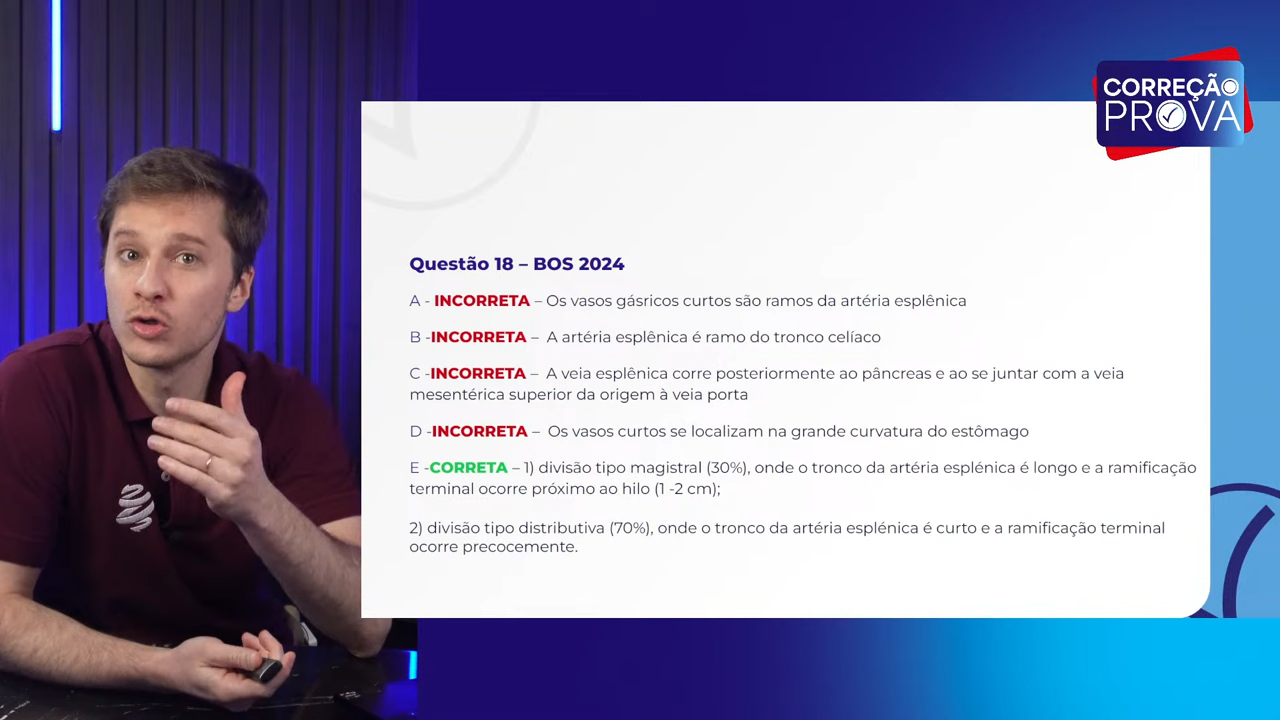 CORREÇÃO
PROVA
Questão 18 – BOS 2024
A - INCORRETA – Os vasos gásricos curtos são ramos da artéria esplênica
B -INCORRETA – A artéria esplênica é ramo do tronco celíaco
C -INCORRETA – A veia esplênica corre posteriormente ao pâncreas e ao se juntar com a veia
mesentérica superior da origem à veia porta
D -INCORRETA – Os vasos curtos se localizam na grande curvatura do estômago
E -CORRETA – 1) divisão tipo magistral (30%), onde o tronco da artéria esplénica é longo e a ramificação
terminal ocorre próximo ao hilo (1 -2 cm);
2) divisão tipo distributiva (70%), onde o tronco da artéria esplénica é curto e a ramificação terminal
ocorre precocemente.